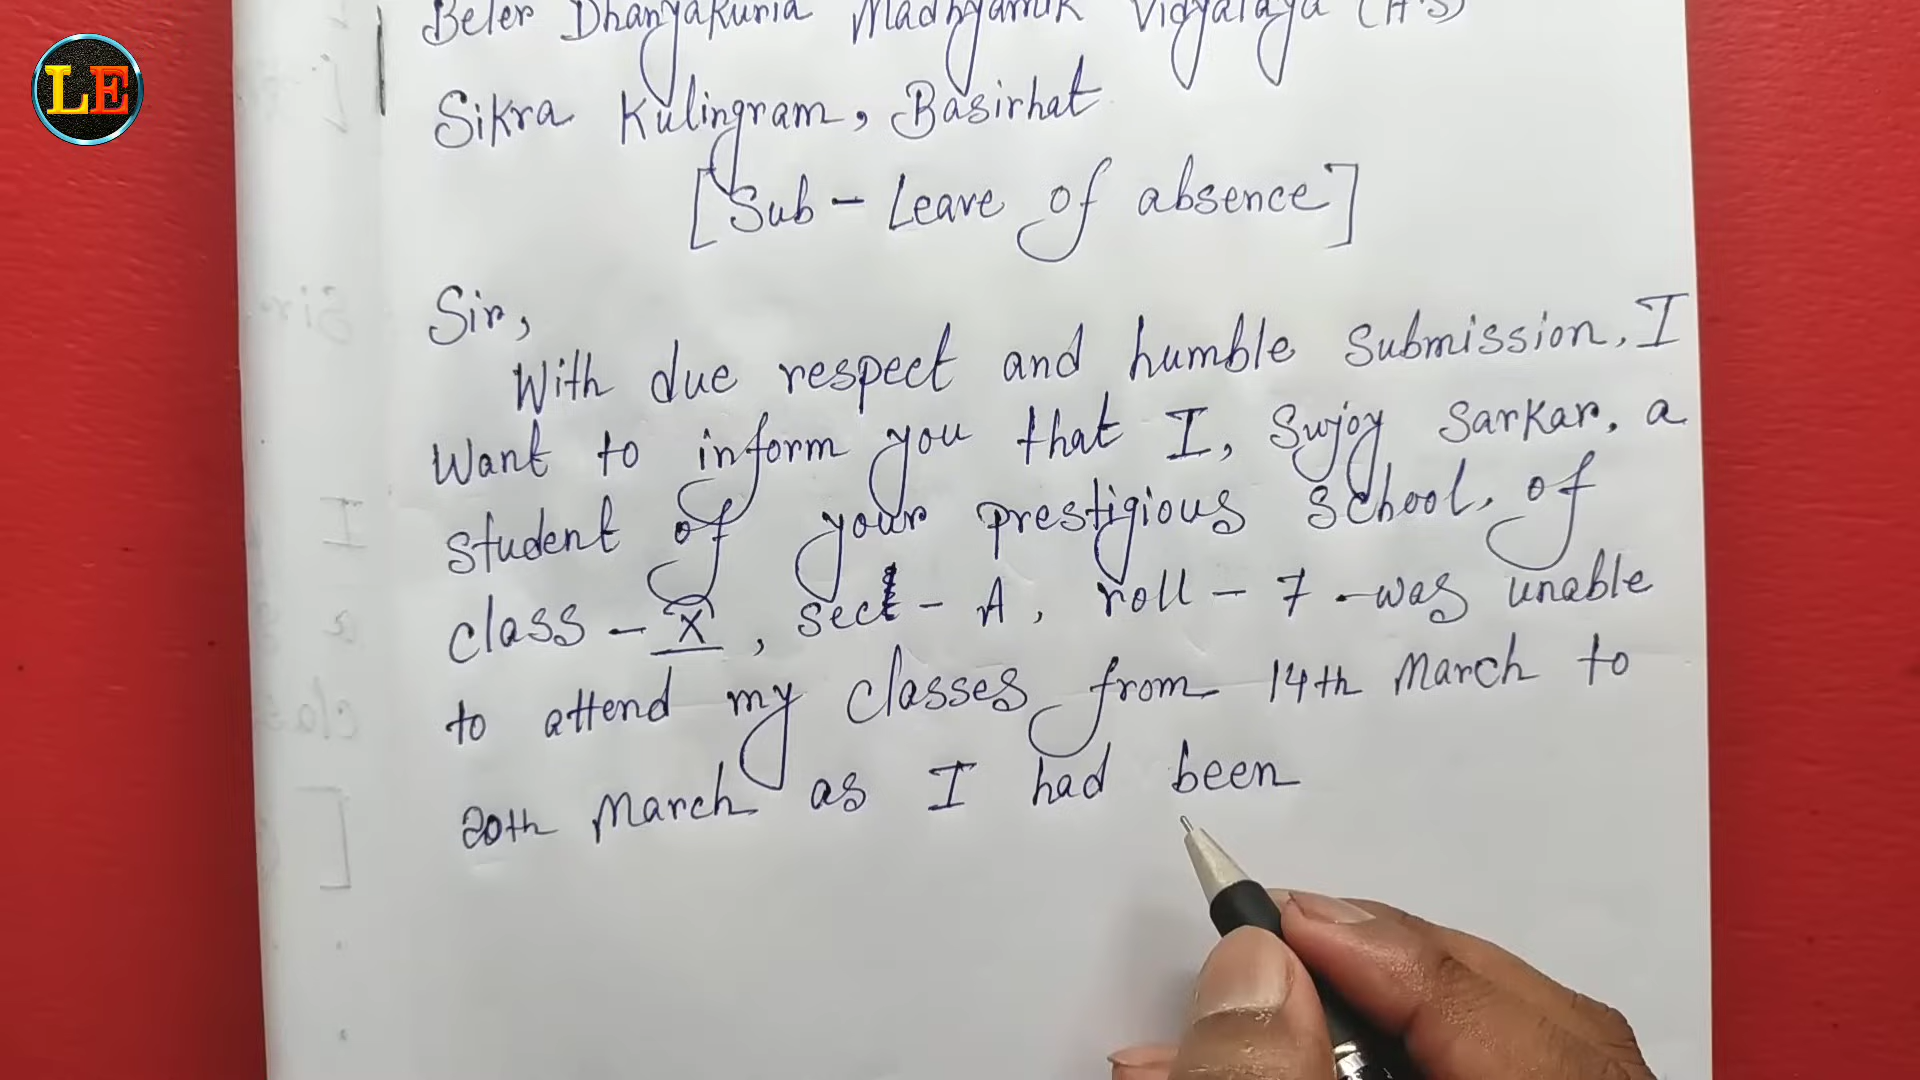 LE
Beler Dhanyakuria Madhyamik Vidyalaya (H.S)
Sikra Kulingram, Basirhat
[Sub - Leave of absence]
Sir,
With due respect and humble submission, I
want to inform you that I, Sujoy Sarkar, a
student of your prestigious school, of
class - X, sect - A, roll - 7 - was unable
to attend my classes from 14th March to
20th March as I had been